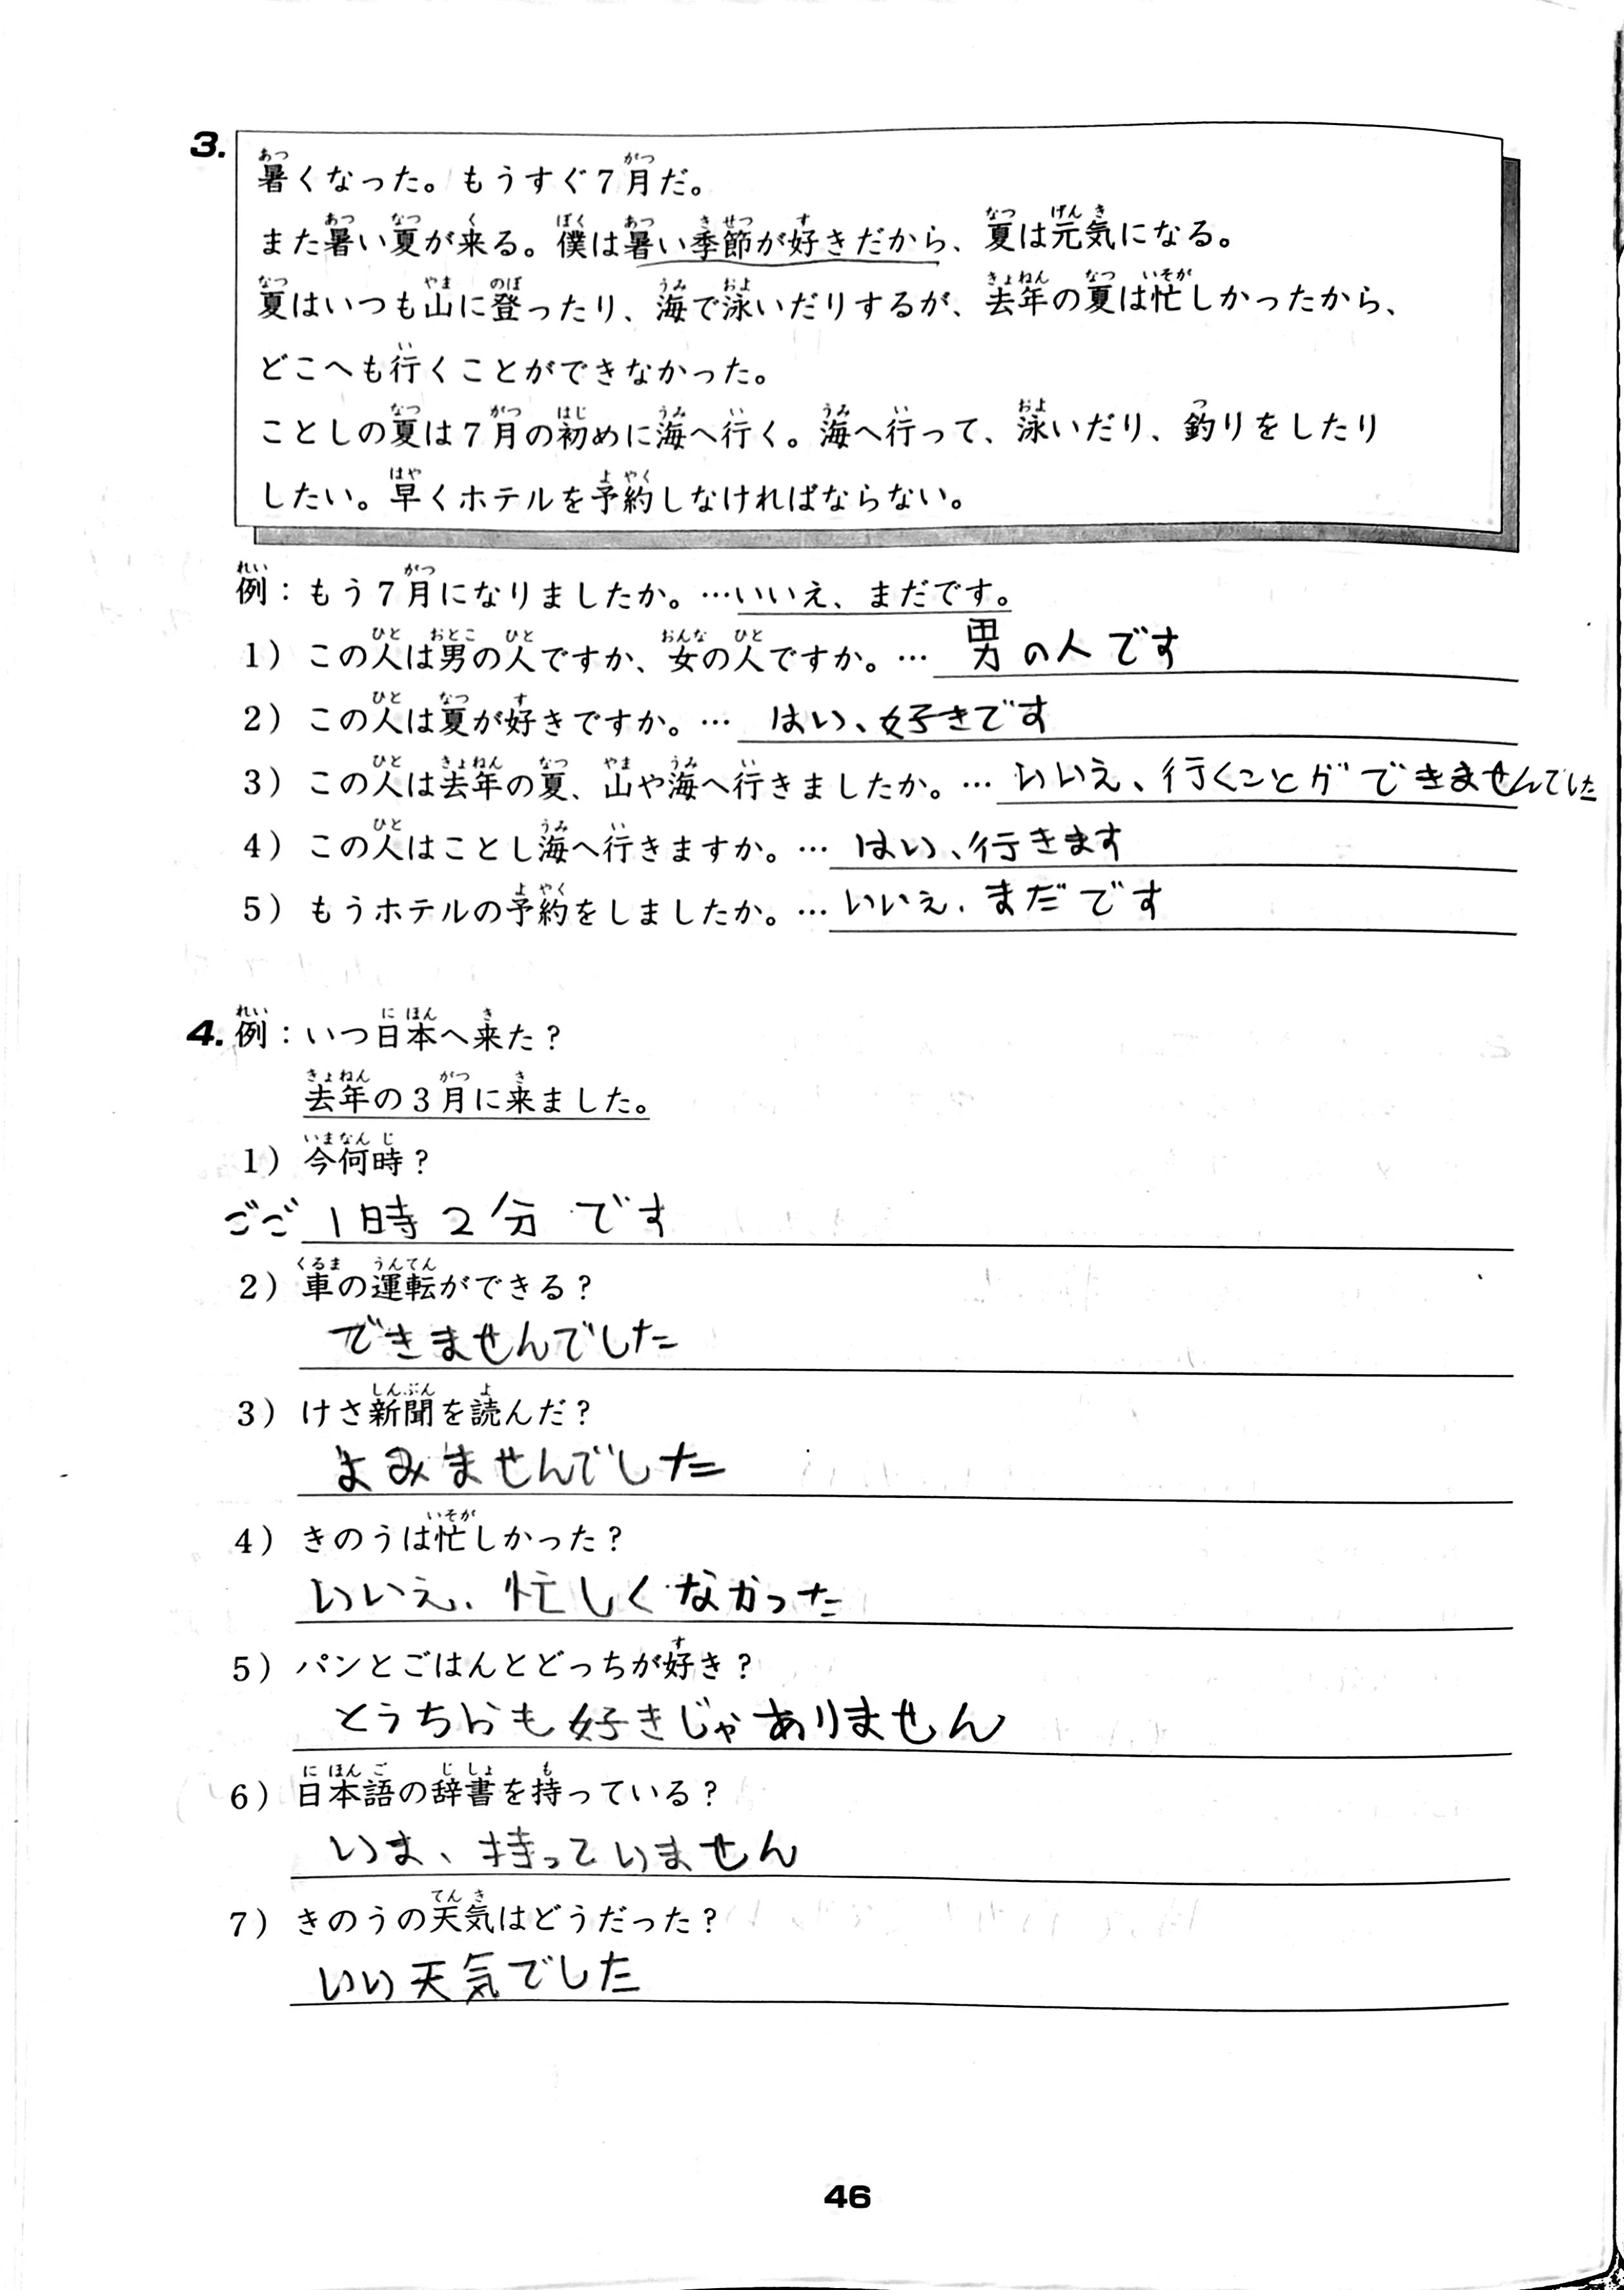 3.
暑くなった。もうすぐ7月だ。
また暑い夏が来る。僕は暑い季節が好きだから、夏は元気になる。
夏はいつも山に登ったり、海で泳いだりするが、去年の夏は忙しかったから、
どこへも行くことができなかった。
ことしの夏は7月の初めに海へ行く。海へ行って、泳いだり、釣りをしたり
したい。早くホテルを予約しなければならない。
例：もう7月になりましたか。…いいえ、まだです。
1）この人は男の人ですか、女の人ですか。… 男の人です
2）この人は夏が好きですか。… はい、好きです
3）この人は去年の夏、山や海へ行きましたか。… いいえ、行くことができませんでした
4）この人はことし海へ行きますか。… はい、行きます
5）もうホテルの予約をしましたか。… いいえ、まだです
4. 例：いつ日本へ来た？
去年の3月に来ました。
1）今何時？
ごご 1時2分です
2）車の運転ができる？
できませんでした
3）けさ新聞を読んだ？
よみませんでした
4）きのうは忙しかった？
いいえ、忙しくなかった
5）パンとごはんとどっちが好き？
とうちらも好きじゃありません
6）日本語の辞書を持っている？
いま、持っていません
7）きのうの天気はどうだった？
いい天気でした
46